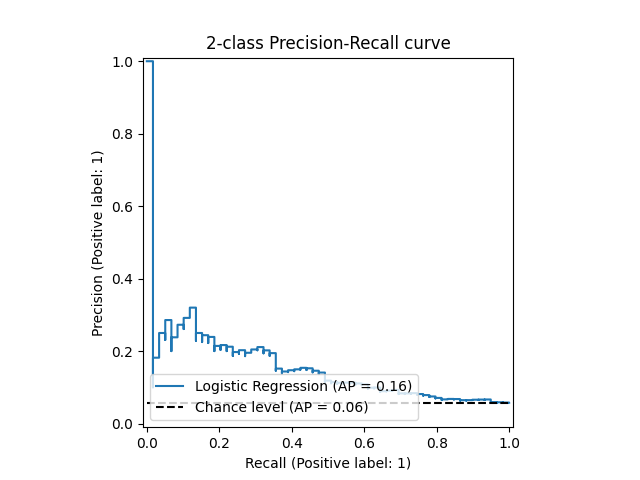 2-class Precision-Recall curve
Precision (Positive label: 1)
1.0
0.8
0.6
0.4
0.2
0.0
Logistic Regression (AP = 0.16)
Chance level (AP = 0.06)
0.0 0.2 0.4 0.6 0.8 1.0
Recall (Positive label: 1)